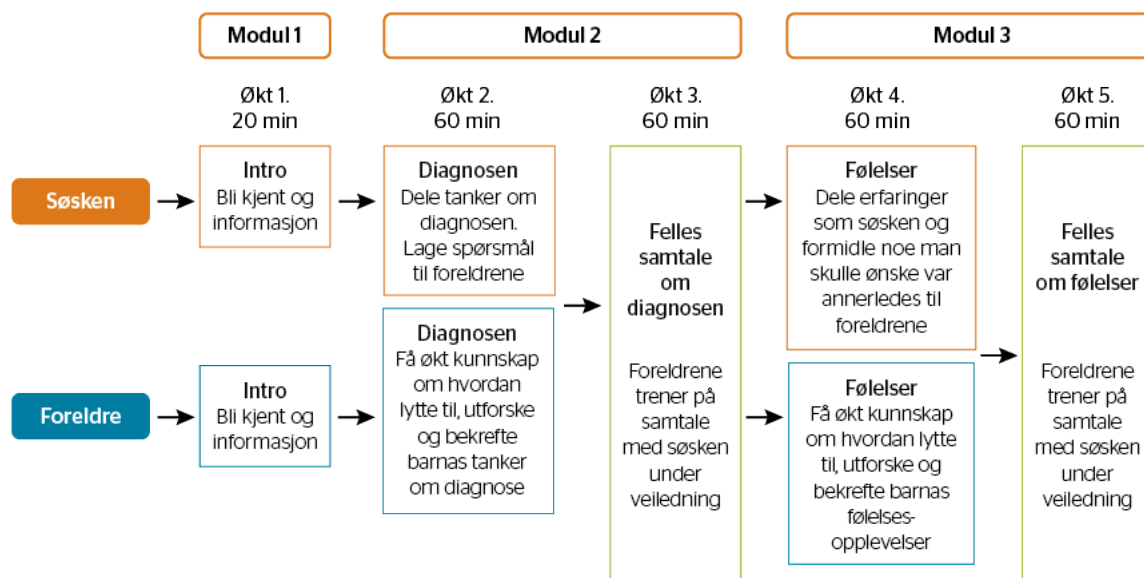 Modul 1
Modul 2
Modul 3
Økt 1.
20 min
Økt 2.
60 min
Økt 3.
60 min
Økt 4.
60 min
Økt 5.
60 min
Søsken
Intro
Bli kjent og
informasjon
Diagnosen
Dele tanker om
diagnosen.
Lage spørsmål
til foreldrene
Foreldre
Intro
Bli kjent og
informasjon
Diagnosen
Få økt kunnskap
om hvordan
lytte til, utforske
og bekrefte
barnas tanker
om diagnose
Felles
samtale
om
diagnosen
Foreldrene
trener på
samtale
med søsken
under
veiledning
Følelser
Dele erfaringer
som søsken og
formidle noe man
skulle ønske var
annerledes til
foreldrene
Følelser
Få økt kunnskap
om hvordan lytte
til, utforske og
bekrefte barnas
følelses-
opplevelser
Felles
samtale
om følelser
Foreldrene
trener på
samtale
med søsken
under
veiledning